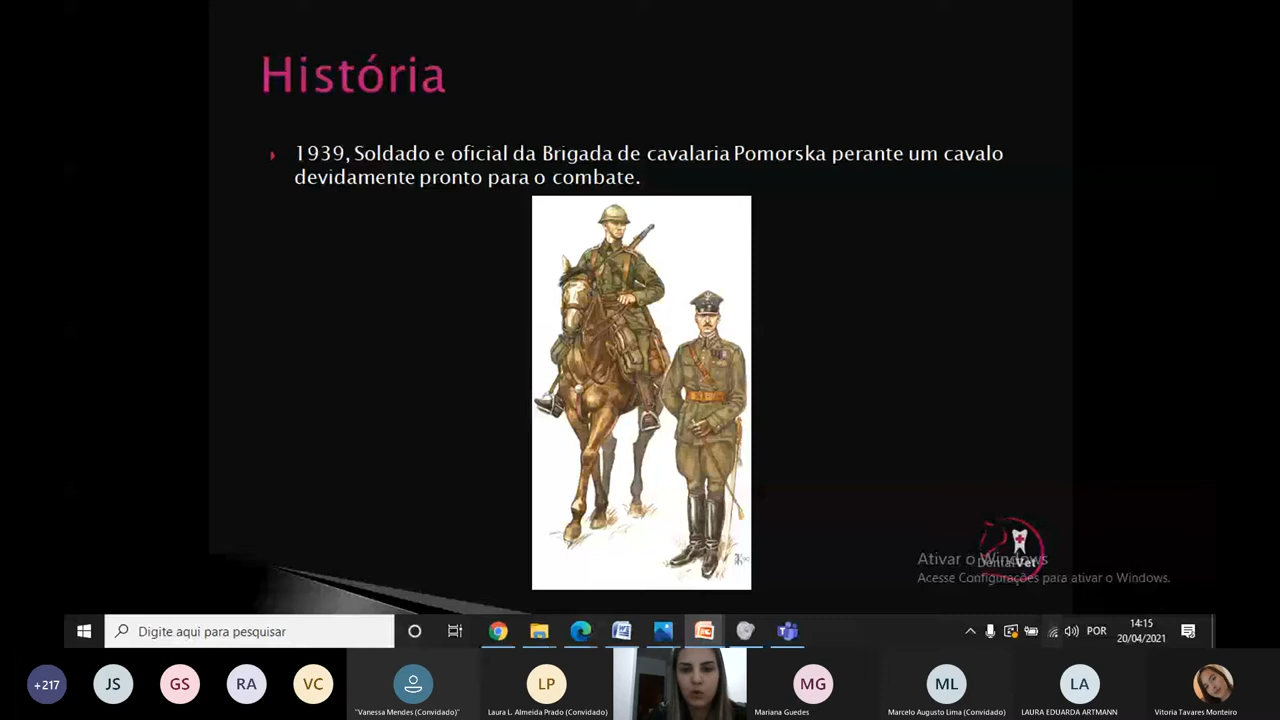 História
1939, Soldado e oficial da Brigada de cavalaria Pomorska perante um cavalo
devidamente pronto para o combate.
Ativar o Windows
DentalVet
Acesse Configurações para ativar o Windows.
Digite aqui para pesquisar
POR
14:15
20/04/2021
+217
JS
GS
RA
VC
LP
MG
ML
LA
"Vanessa Mendes (Convidado)"
Laura L. Almeida Prado (Convidado)
Mariana Guedes
Marcelo Augusto Lima (Convidado)
LAURA EDUARDA ARTMANN
Vitoria Tavares Monteiro